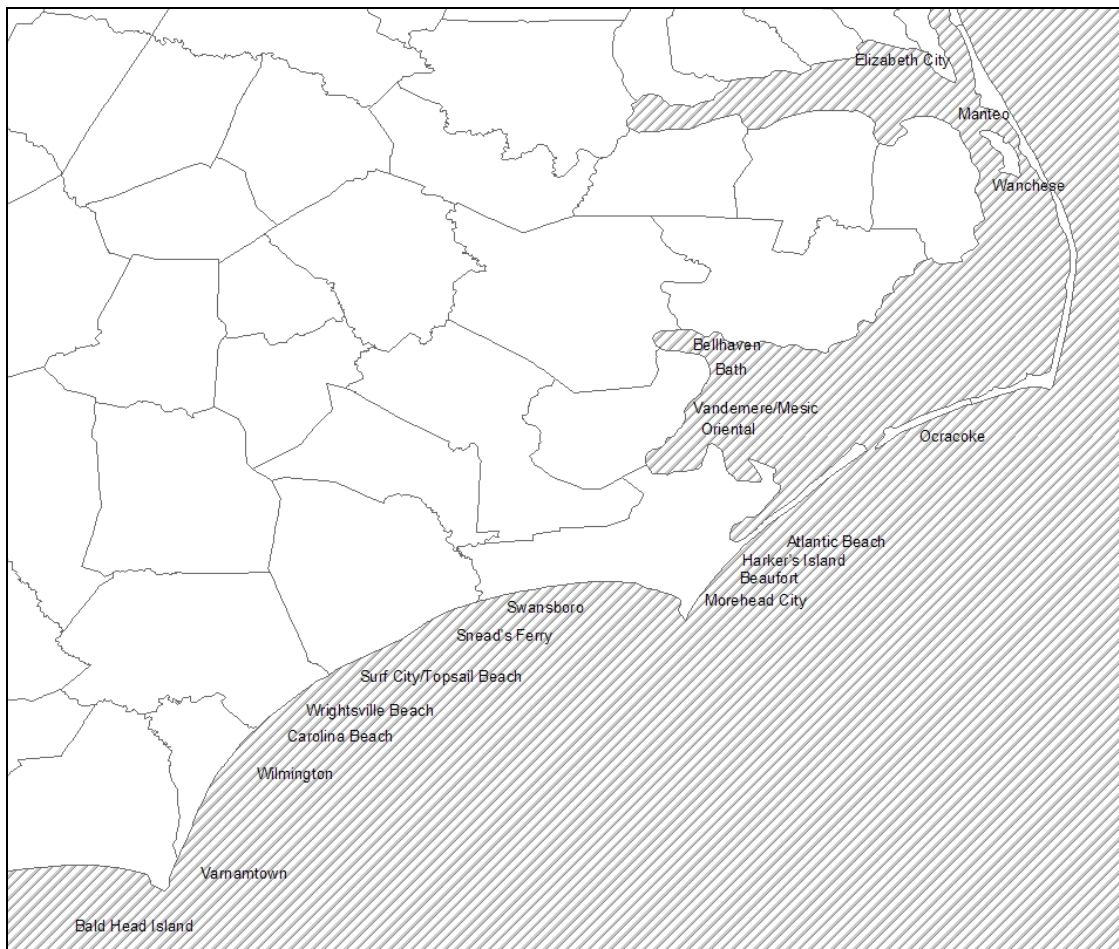 Elizabeth City
Manteo
Wanchese
Bellhaven
Bath
Vandemere/Mesic
Oriental
Ocracoke
Atlantic Beach
Harker's Island
Beaufort
Morehead City
Swansboro
Snead's Ferry
Surf City/Topsail Beach
Wrightsville Beach
Carolina Beach
Wilmington
Varnamtown
Bald Head Island